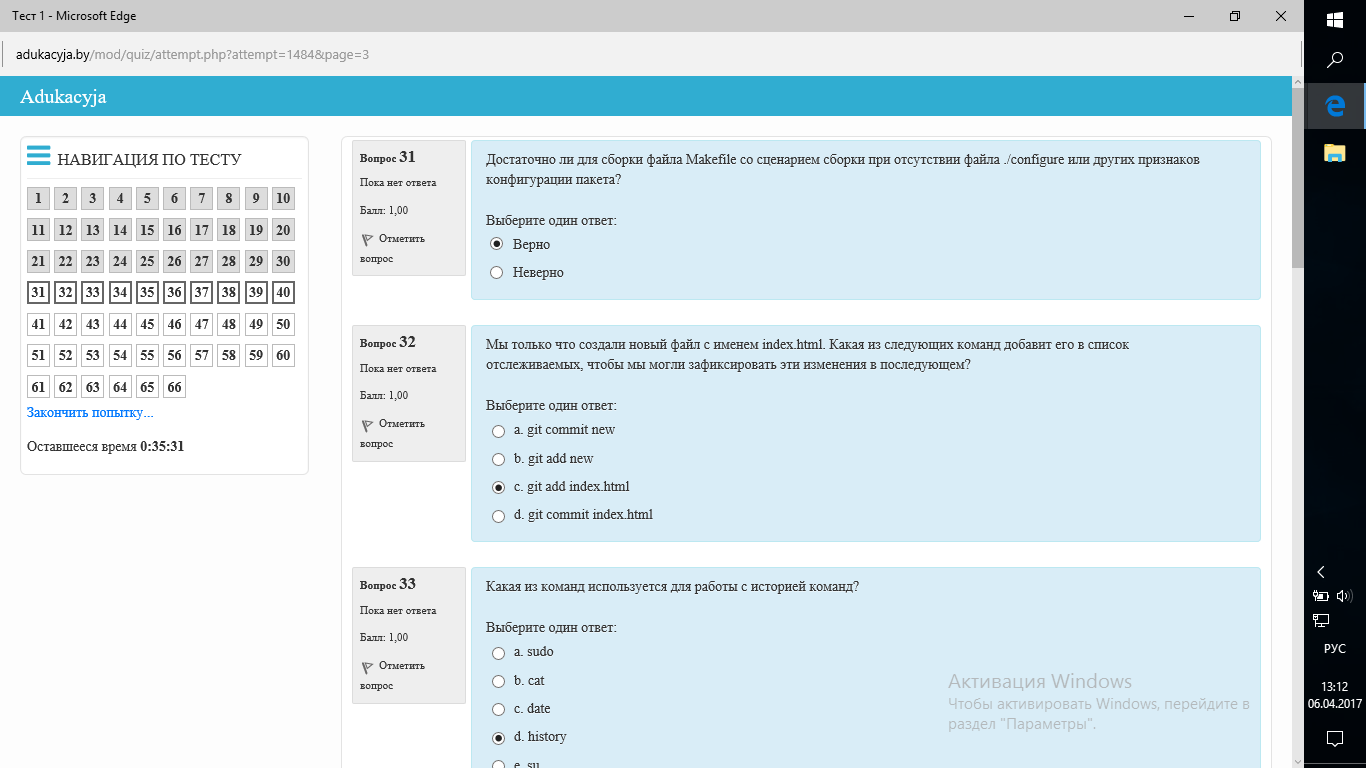 Тест 1 - Microsoft Edge
adukacyja.by/mod/quiz/attempt.php?attempt=1484&page=3
Adukacyja
НАВИГАЦИЯ ПО ТЕСТУ
1 2 3 4 5 6 7 8 9 10
11 12 13 14 15 16 17 18 19 20
21 22 23 24 25 26 27 28 29 30
31 32 33 34 35 36 37 38 39 40
41 42 43 44 45 46 47 48 49 50
51 52 53 54 55 56 57 58 59 60
61 62 63 64 65 66
Закончить попытку...
Оставшееся время 0:35:31
Вопрос 31
Пока нет ответа
Балл: 1,00
Отметить
вопрос
Достаточно ли для сборки файла Makefile со сценарием сборки при отсутствии файла ./configure или других признаков
конфигурации пакета?
Выберите один ответ:
Верно
Неверно
Вопрос 32
Пока нет ответа
Балл: 1,00
Отметить
вопрос
Мы только что создали новый файл с именем index.html. Какая из следующих команд добавит его в список
отслеживаемых, чтобы мы могли зафиксировать эти изменения в последующем?
Выберите один ответ:
a. git commit new
b. git add new
c. git add index.html
d. git commit index.html
Вопрос 33
Пока нет ответа
Балл: 1,00
Отметить
вопрос
Какая из команд используется для работы с историей команд?
Выберите один ответ:
a. sudo
b. cat
c. date
d. history
e. su
Активация Windows
Чтобы активировать Windows, перейдите в
раздел "Параметры".
РУС
13:12
06.04.2017